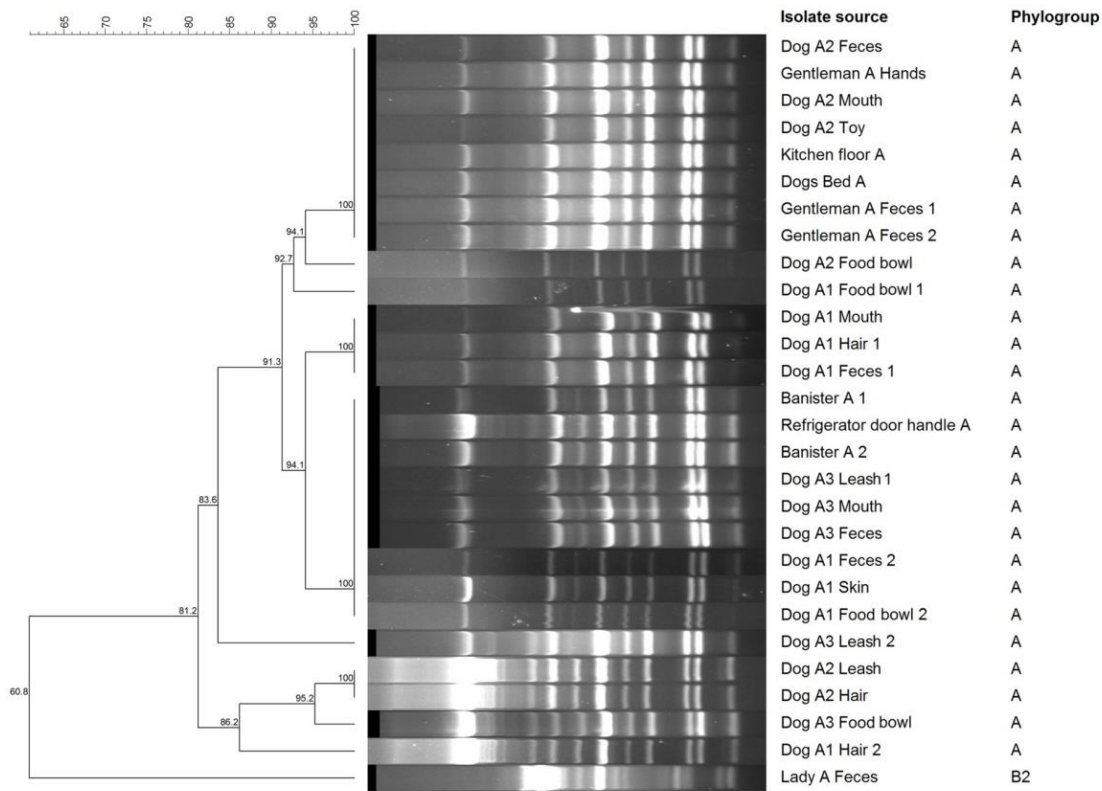 65 70 75 80 85 90 95 100
Isolate source Phylogroup
Dog A2 Feces A
Gentleman A Hands A
Dog A2 Mouth A
Dog A2 Toy A
Kitchen floor A A
Dogs Bed A A
100 Gentleman A Feces 1 A
94.1 Gentleman A Feces 2 A
92.7 Dog A2 Food bowl A
Dog A1 Food bowl 1 A
Dog A1 Mouth A
100 Dog A1 Hair 1 A
91.3 Dog A1 Feces 1 A
Banister A 1 A
Refrigerator door handle A A
94.1 Banister A 2 A
83.6 Dog A3 Leash 1 A
Dog A3 Mouth A
Dog A3 Feces A
Dog A1 Feces 2 A
100 Dog A1 Skin A
81.2 Dog A1 Food bowl 2 A
Dog A3 Leash 2 A
60.8 100 Dog A2 Leash A
95.2 Dog A2 Hair A
86.2 Dog A3 Food bowl A
Dog A1 Hair 2 A
Lady A Feces B2